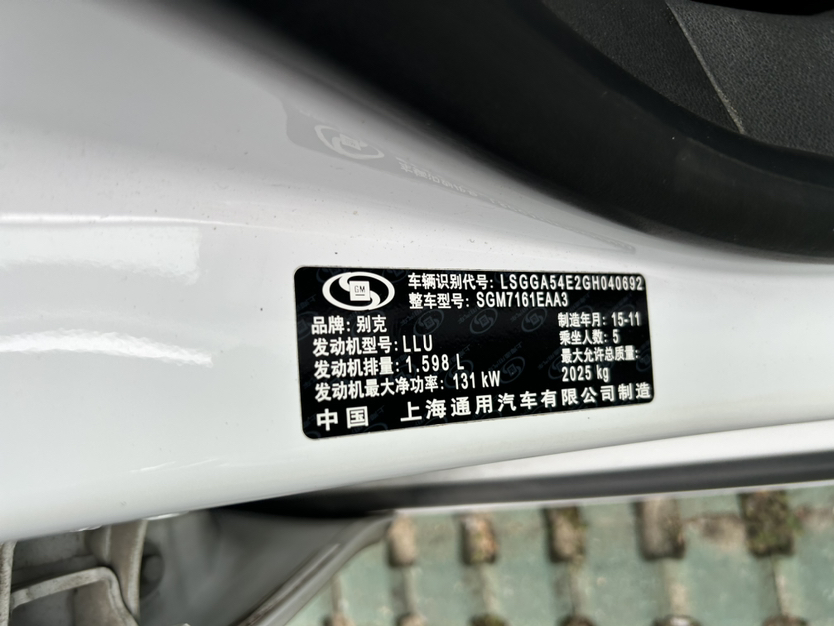 GM
车辆识别代号: LSGGA54E2GH040692
整车型号: SGM7161EAA3
品牌: 别克
制造年月: 15-11
发动机型号: LLU
乘坐人数: 5
发动机排量: 1.598 L
最大允许总质量:
2025 kg
发动机最大净功率: 131 kW
中国 上海通用汽车有限公司制造